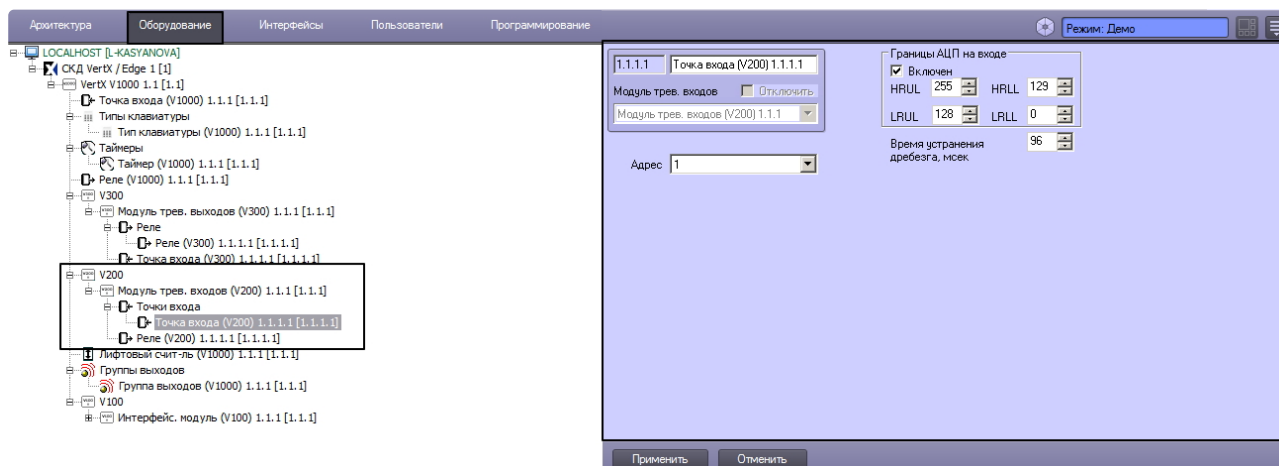 Архитектура Оборудование Интерфейсы Пользователи Программирование Режим: Демо
LOCALHOST [L-KASYANOVA]
СКД VertX / Edge 1 [1]
VertX V1000 1.1 [1.1]
Точка входа (V1000) 1.1.1 [1.1.1]
Типы клавиатуры
Тип клавиатуры (V1000) 1.1.1 [1.1.1]
Таймеры
Таймер (V1000) 1.1.1 [1.1.1]
Реле (V1000) 1.1.1 [1.1.1]
V300
Модуль трев. выходов (V300) 1.1.1 [1.1.1]
Реле
Реле (V300) 1.1.1.1 [1.1.1.1]
Точка входа (V300) 1.1.1.1 [1.1.1.1]
V200
Модуль трев. входов (V200) 1.1.1 [1.1.1]
Точки входа
Точка входа (V200) 1.1.1.1 [1.1.1.1]
Реле (V200) 1.1.1.1 [1.1.1.1]
Лифтовый счит-ль (V1000) 1.1.1 [1.1.1]
Группы выходов
Группа выходов (V1000) 1.1.1 [1.1.1]
V100
Интерфейс. модуль (V100) 1.1.1 [1.1.1]
1.1.1.1 Точка входа (V200) 1.1.1.1
Модуль трев. входов Отключить
Модуль трев. входов (V200) 1.1.1
Адрес 1
Границы АЦП на входе
Включен
HRUL 255 HRLL 129
LRUL 128 LRLL 0
Время устранения 96
дребезга, мсек
Применить Отменить